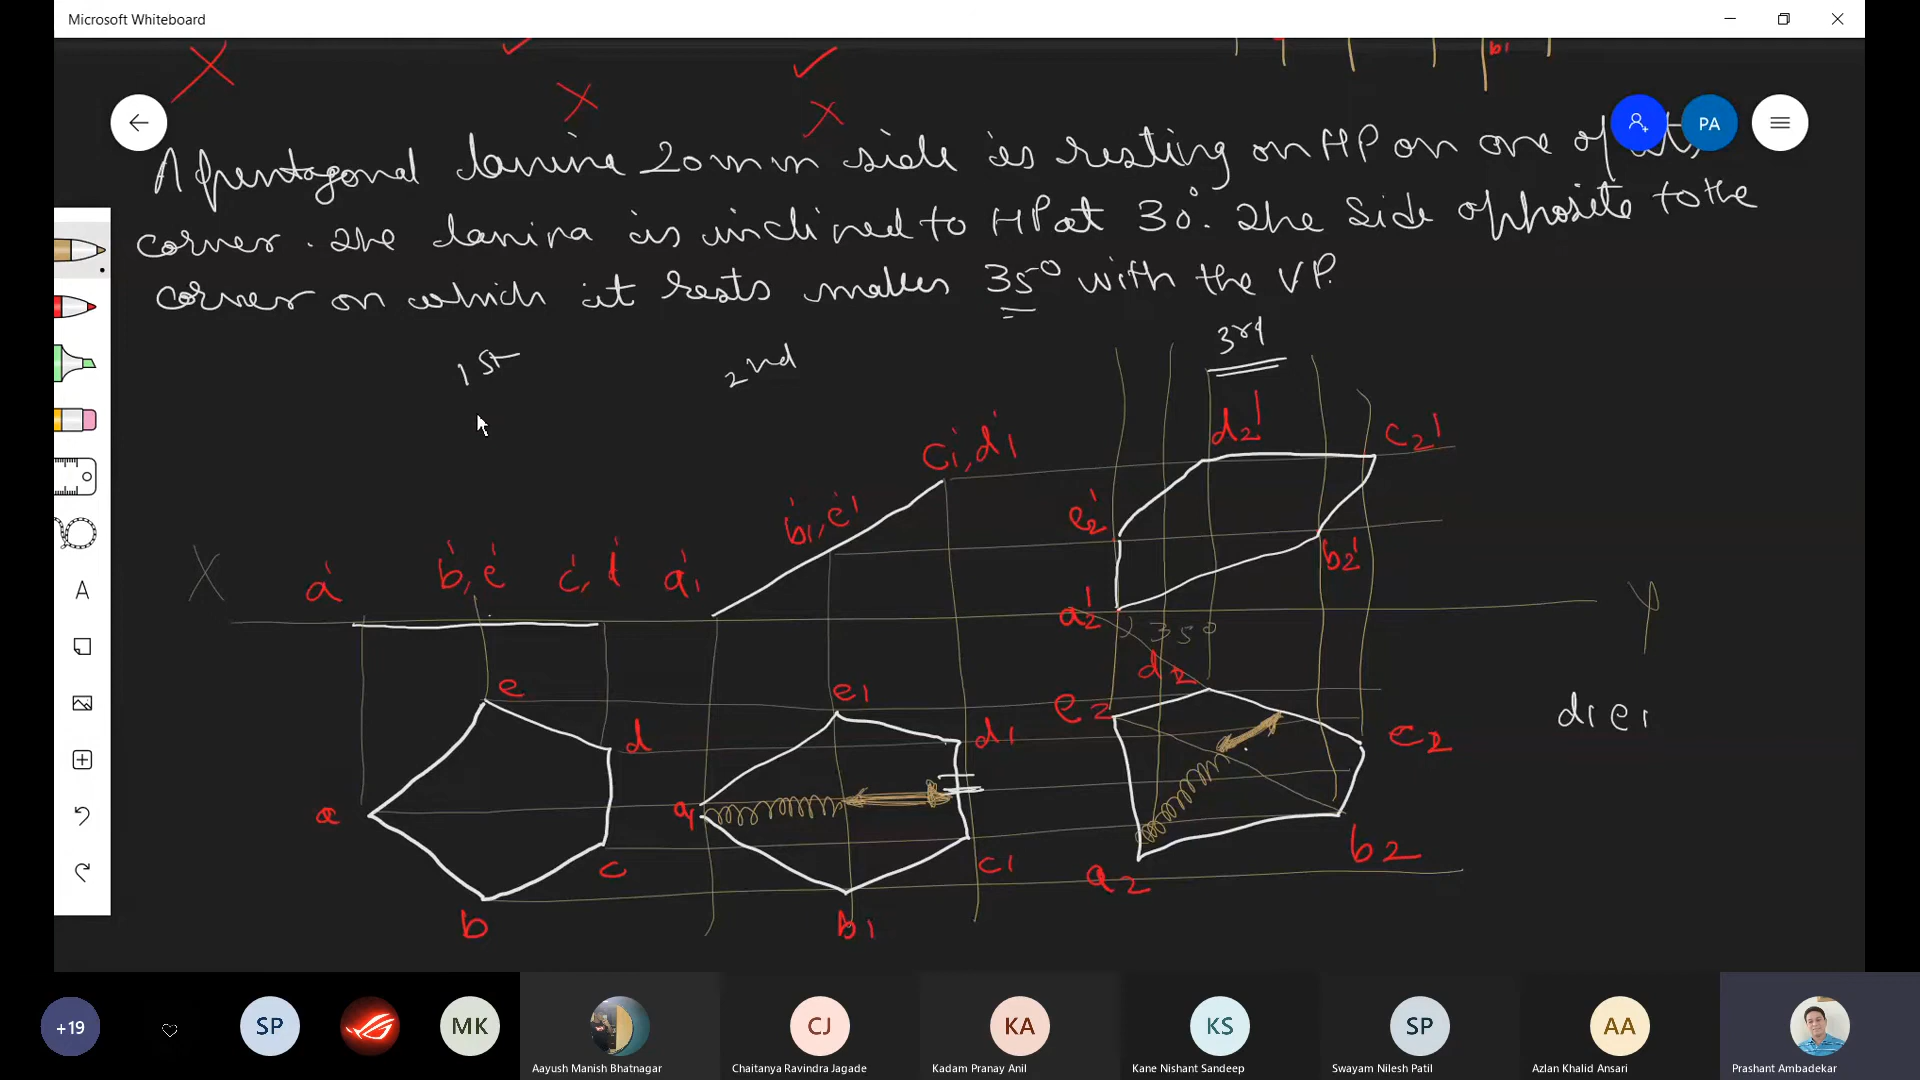 Microsoft Whiteboard
b1
PA
A pentagonal lamina 20mm side is resting on HP on one of its
corner. The lamina is inclined to HP at 30°. The side opposite to the
corner on which it rests makes 35° with the VP.
1st 2nd 3rd
c1', d1' d2' c2'
b1', e1' e2' b2'
X a' b', e' c', d' a1' a2' Y
35°
e e1 d2 e2
d d1 c2 d1 e1
a a1
c c1 b2
a2
b b1
A
+19 SP MK CJ KA KS SP AA
Aayush Manish Bhatnagar Chaitanya Ravindra Jagade Kadam Pranay Anil Kane Nishant Sandeep Swayam Nilesh Patil Azlan Khalid Ansari Prashant Ambadekar